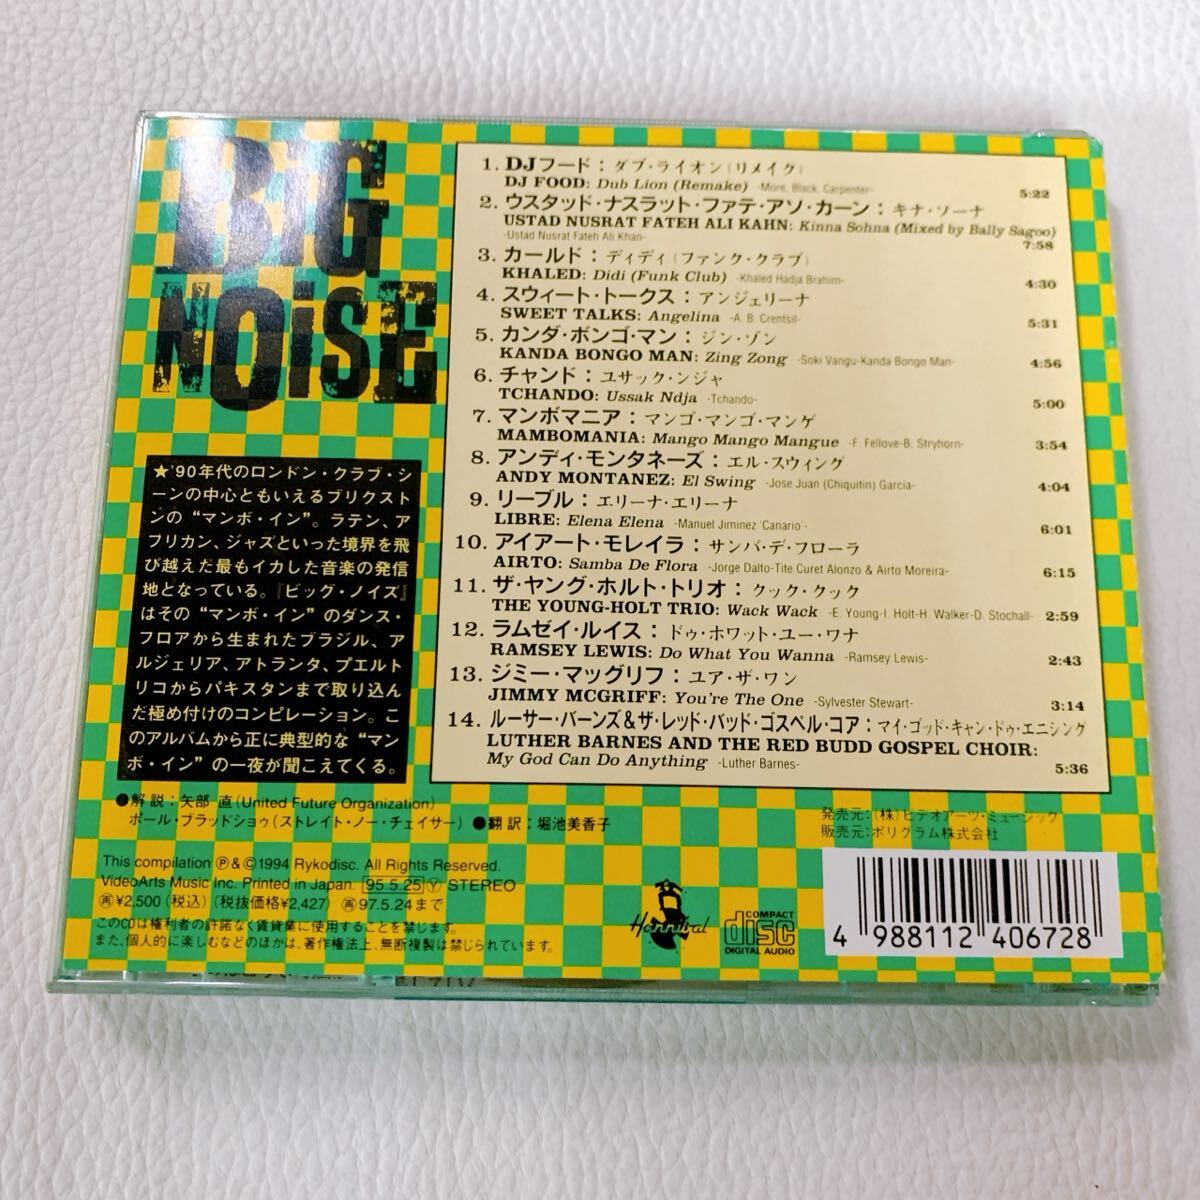 BIG
NOISE
1. DJフード：ダブ・ライオン(リメイク)
DJ FOOD: Dub Lion (Remake) -More, Black, Carpenter- 5:22
2. ウスタッド・ナスラット・ファテ・アソ・カーン：キナ・ソーナ
USTAD NUSRAT FATEH ALI KAHN: Kinna Sohna (Mixed by Bally Sagoo)
-Ustad Nusrat Fateh Ali Khan- 7:58
3. カールド：ディディ(ファンク・クラブ)
KHALED: Didi (Funk Club) -Khaled Hadja Brahim- 4:30
4. スウィート・トークス：アンジェリーナ
SWEET TALKS: Angelina -A. B. Crentsil- 5:31
5. カンダ・ボンゴ・マン：ジン・ゾン
KANDA BONGO MAN: Zing Zong -Soki Vangu-Kanda Bongo Man- 4:56
6. チャンド：ユサック・ンジャ
TCHANDO: Ussak Ndja -Tchando- 5:00
7. マンボマニア：マンゴ・マンゴ・マンゲ
MAMBOMANIA: Mango Mango Mangue -F. Fellove-B. Stryhorn- 3:54
8. アンディ・モンタネーズ：エル・スウィング
ANDY MONTANEZ: El Swing -Jose Juan (Chiquitin) Garcia- 4:04
9. リーブル：エリーナ・エリーナ
LIBRE: Elena Elena -Manuel Jiminez 'Canario'- 6:01
10. アイアート・モレイラ：サンバ・デ・フローラ
AIRTO: Samba De Flora -Jorge Dalto-Tite Curet Alonzo & Airto Moreira- 6:15
11. ザ・ヤング・ホルト・トリオ：クック・クック
THE YOUNG-HOLT TRIO: Wack Wack -E. Young-I. Holt-H. Walker-D. Stochall- 2:59
12. ラムゼイ・ルイス：ドゥ・ホワット・ユー・ワナ
RAMSEY LEWIS: Do What You Wanna -Ramsey Lewis- 2:43
13. ジミー・マッグリフ：ユア・ザ・ワン
JIMMY MCGRIFF: You're The One -Sylvester Stewart- 3:14
14. ルーサー・バーンズ&ザ・レッド・バッド・ゴスペル・コア：マイ・ゴッド・キャン・ドゥ・エニシング
LUTHER BARNES AND THE RED BUDD GOSPEL CHOIR:
My God Can Do Anything -Luther Barnes- 5:36
★'90年代のロンドン・クラブ・シ
ーンの中心ともいえるブリクスト
ンの“マンボ・イン”。ラテン、ア
フリカン、ジャズといった境界を飛
び越えた最もイカした音楽の発信
地となっている。『ビッグ・ノイズ』
はその“マンボ・イン”のダンス・
フロアから生まれたブラジル、ア
ルジェリア、アトランタ、プエルト
リコからパキスタンまで取り込ん
だ極め付けのコンピレーション。こ
のアルバムから正に典型的な“マン
ボ・イン”の一夜が聞こえてくる。
●解説：矢部 直(United Future Organization)
ポール・ブラッドショゥ(ストレイト・ノー・チェイサー) ●翻訳：堀池美香子
This compilation Ⓟ & ©1994 Rykodisc. All Rights Reserved.
VideoArts Music Inc. Printed in Japan. 95.5.25 Ⓨ STEREO
再 ¥2,500(税込)(税抜価格¥2,427) 再97.5.24まで
このCDは権利者の許諾なく賃貸業に使用することを禁じます。
また、個人的に楽しむなどのほかは、著作権法上、無断複製は禁じられています。
発売元：(株)ビデオアーツ・ミュージック
販売元：ポリグラム株式会社
Hannibal
COMPACT
disc
DIGITAL AUDIO
4 988112 406728